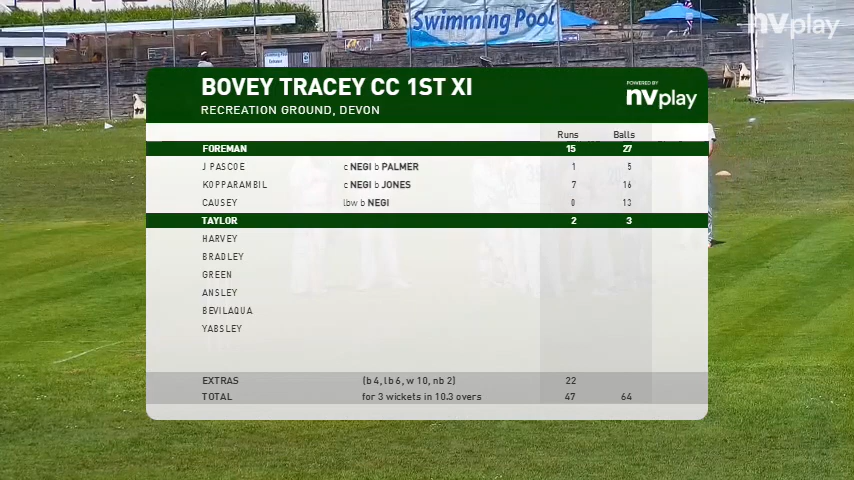 Swimming Pool
nvplay
BOVEY TRACEY CC 1ST XI
RECREATION GROUND, DEVON
POWERED BY
nvplay
Runs Balls
FOREMAN 15 27
J PASCOE c NEGI b PALMER 1 5
KOPPARAMBIL c NEGI b JONES 7 16
CAUSEY lbw b NEGI 0 13
TAYLOR 2 3
HARVEY
BRADLEY
GREEN
ANSLEY
BEVILAQUA
YABSLEY
EXTRAS (b 4, lb 6, w 10, nb 2) 22
TOTAL for 3 wickets in 10.3 overs 47 64